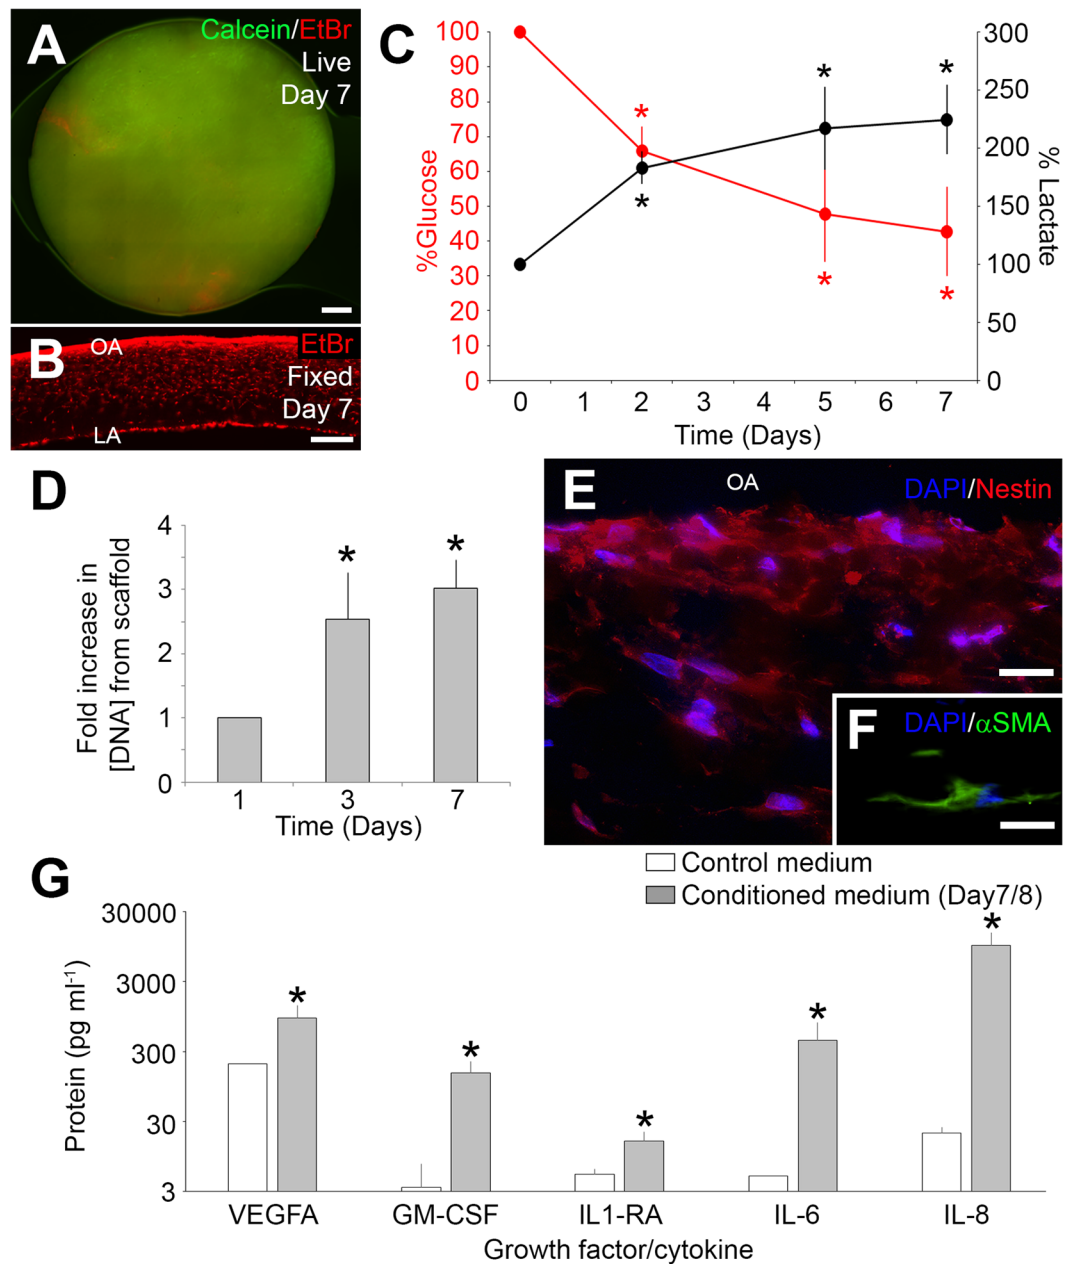 A
Calcein/EtBr
Live
Day 7
B
OA
EtBr
Fixed
Day 7
LA
C
%Glucose
100
90
80
70
60
50
40
30
20
10
0
* * * * * *
300
250
200
150
100
50
0
% Lactate
0 1 2 3 4 5 6 7
Time (Days)
D
Fold increase in
[DNA] from scaffold
4
3
2
1
0
* *
1 3 7
Time (Days)
E
OA
DAPI/Nestin
F
DAPI/αSMA
G
Control medium
Conditioned medium (Day7/8)
Protein (pg ml-1)
30000
3000
300
30
3
* * * * *
VEGFA GM-CSF IL1-RA IL-6 IL-8
Growth factor/cytokine